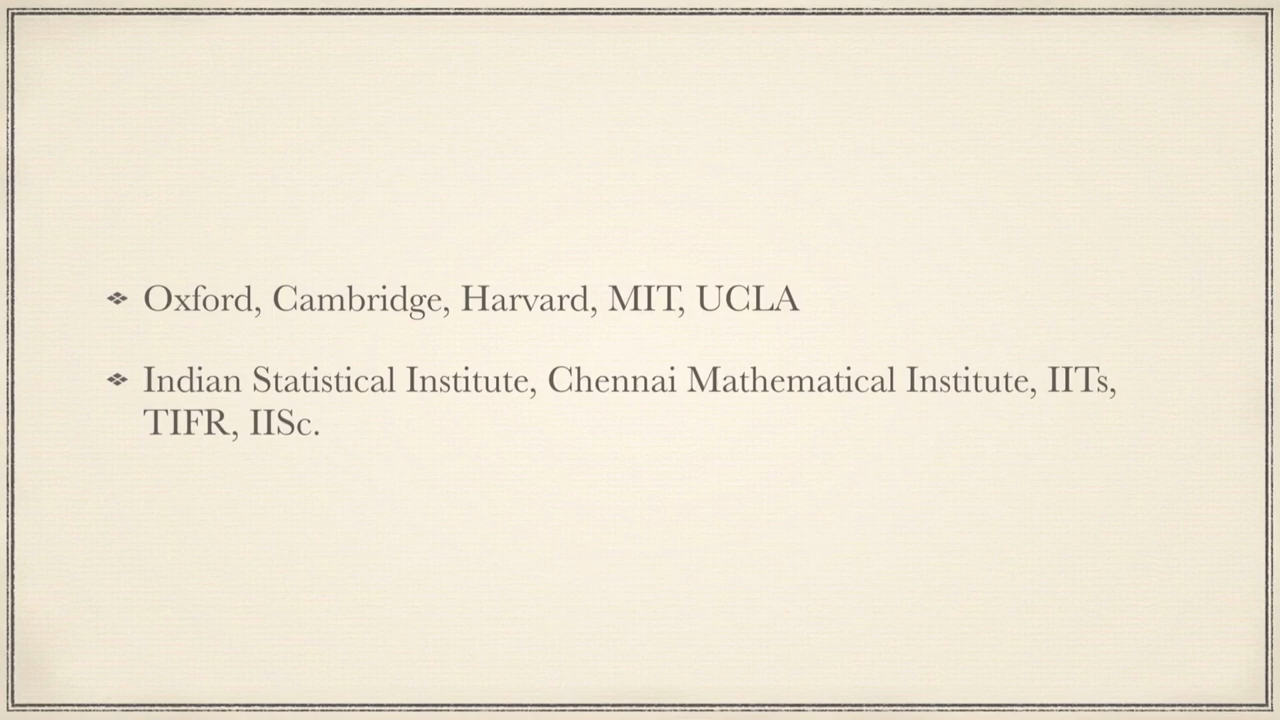 Oxford, Cambridge, Harvard, MIT, UCLA
Indian Statistical Institute, Chennai Mathematical Institute, IITs,
TIFR, IISc.